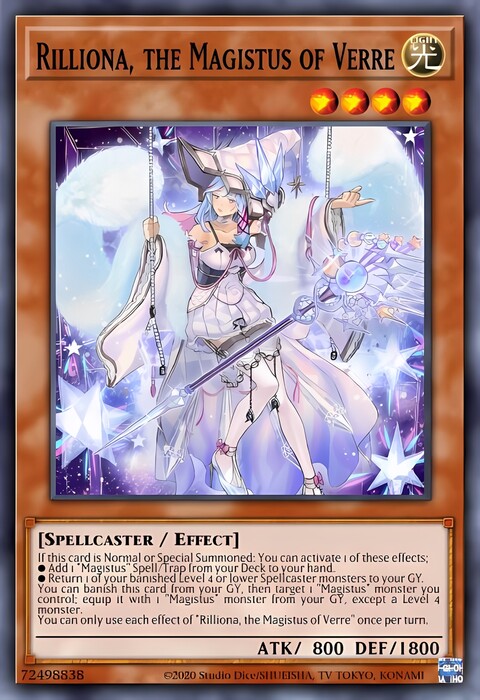 RILLIONA, THE MAGISTUS OF VERRE
LIGHT
光
[SPELLCASTER / EFFECT]
If this card is Normal or Special Summoned: You can activate 1 of these effects;
● Add 1 "Magistus" Spell/Trap from your Deck to your hand.
● Return 1 of your banished Level 4 or lower Spellcaster monsters to your GY.
You can banish this card from your GY, then target 1 "Magistus" monster you
control; equip it with 1 "Magistus" monster from your GY, except a Level 4
monster.
You can only use each effect of "Rilliona, the Magistus of Verre" once per turn.
ATK/ 800 DEF/1800
72498838
©2020 Studio Dice/SHUEISHA, TV TOKYO, KONAMI